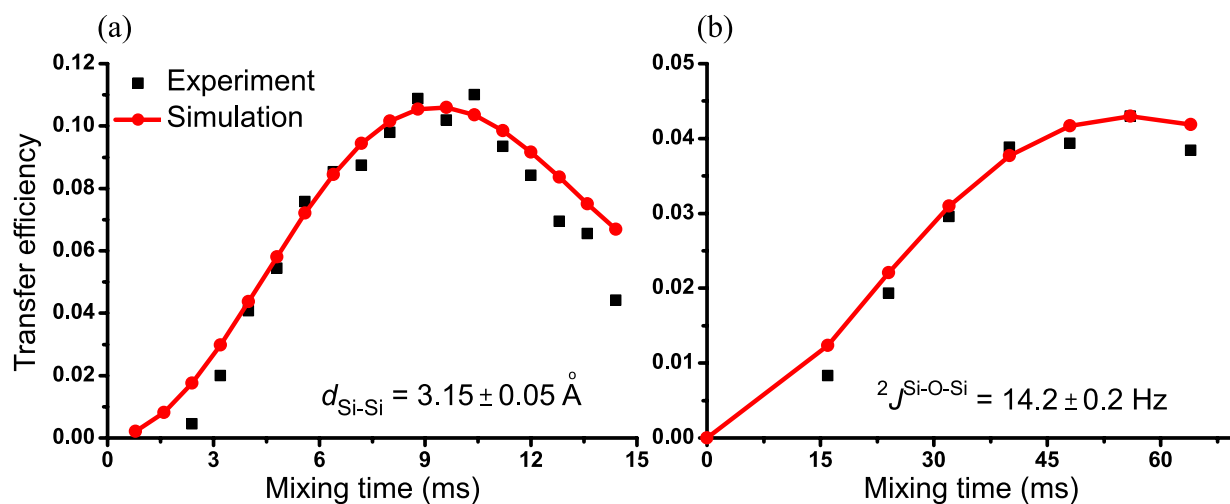 (a)
0.12
0.10
0.08
0.06
0.04
0.02
0.00
Transfer efficiency
Experiment
Simulation
d_Si-Si = 3.15 ± 0.05 Å
0 3 6 9 12 15
Mixing time (ms)
(b)
0.05
0.04
0.03
0.02
0.01
0.00
²J^Si-O-Si = 14.2 ± 0.2 Hz
0 15 30 45 60
Mixing time (ms)